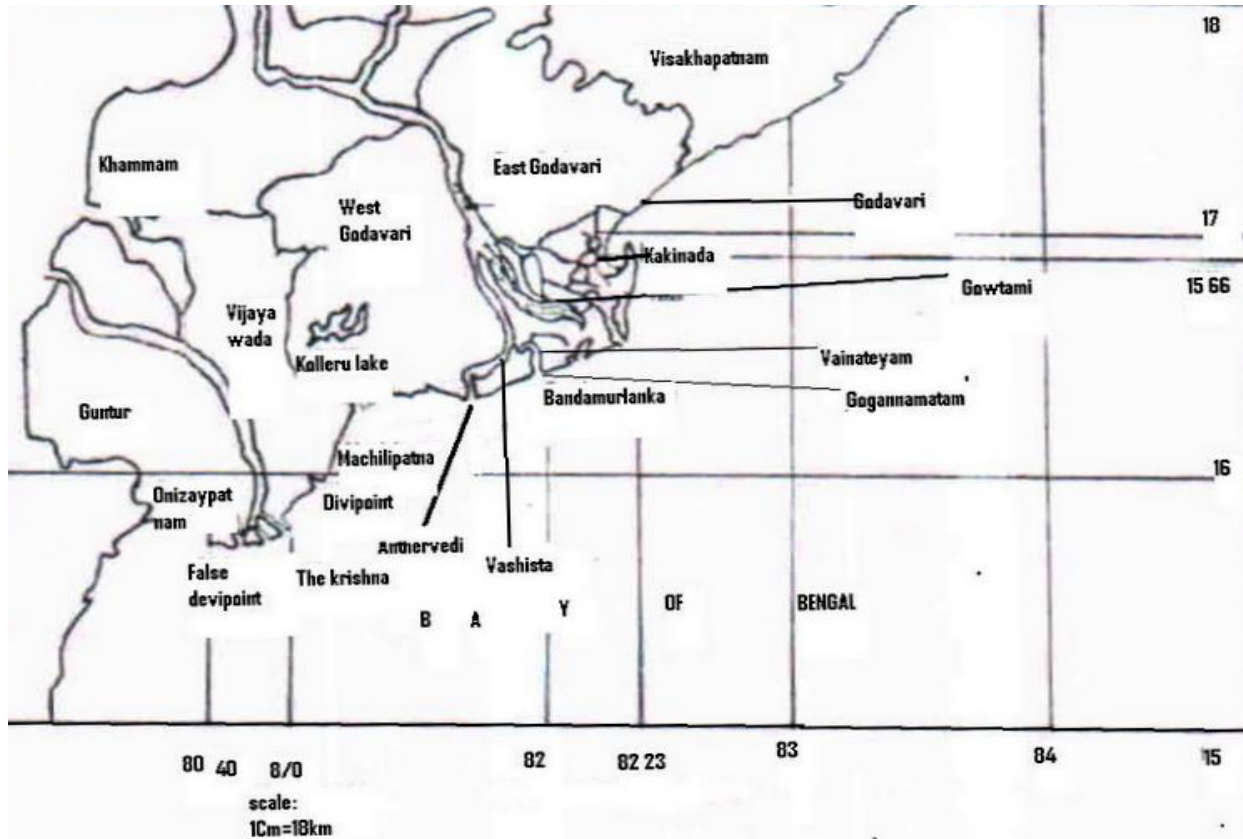 18
Visakhapatnam
Khammam
East Godavari
West
Godavari
Godavari
17
Kakinada
Gowtami
15 66
Vijaya
wada
Kolleru lake
Vainateyam
Guntur
Bandamurlanka
Gogannamatam
Machilipatna
16
Onizaypat
nam
Divipoint
Anthervedi
Vashista
False
devipoint
The krishna
B A Y OF BENGAL
80 40 8/0 82 82 23 83 84 15
scale:
1Cm=18km